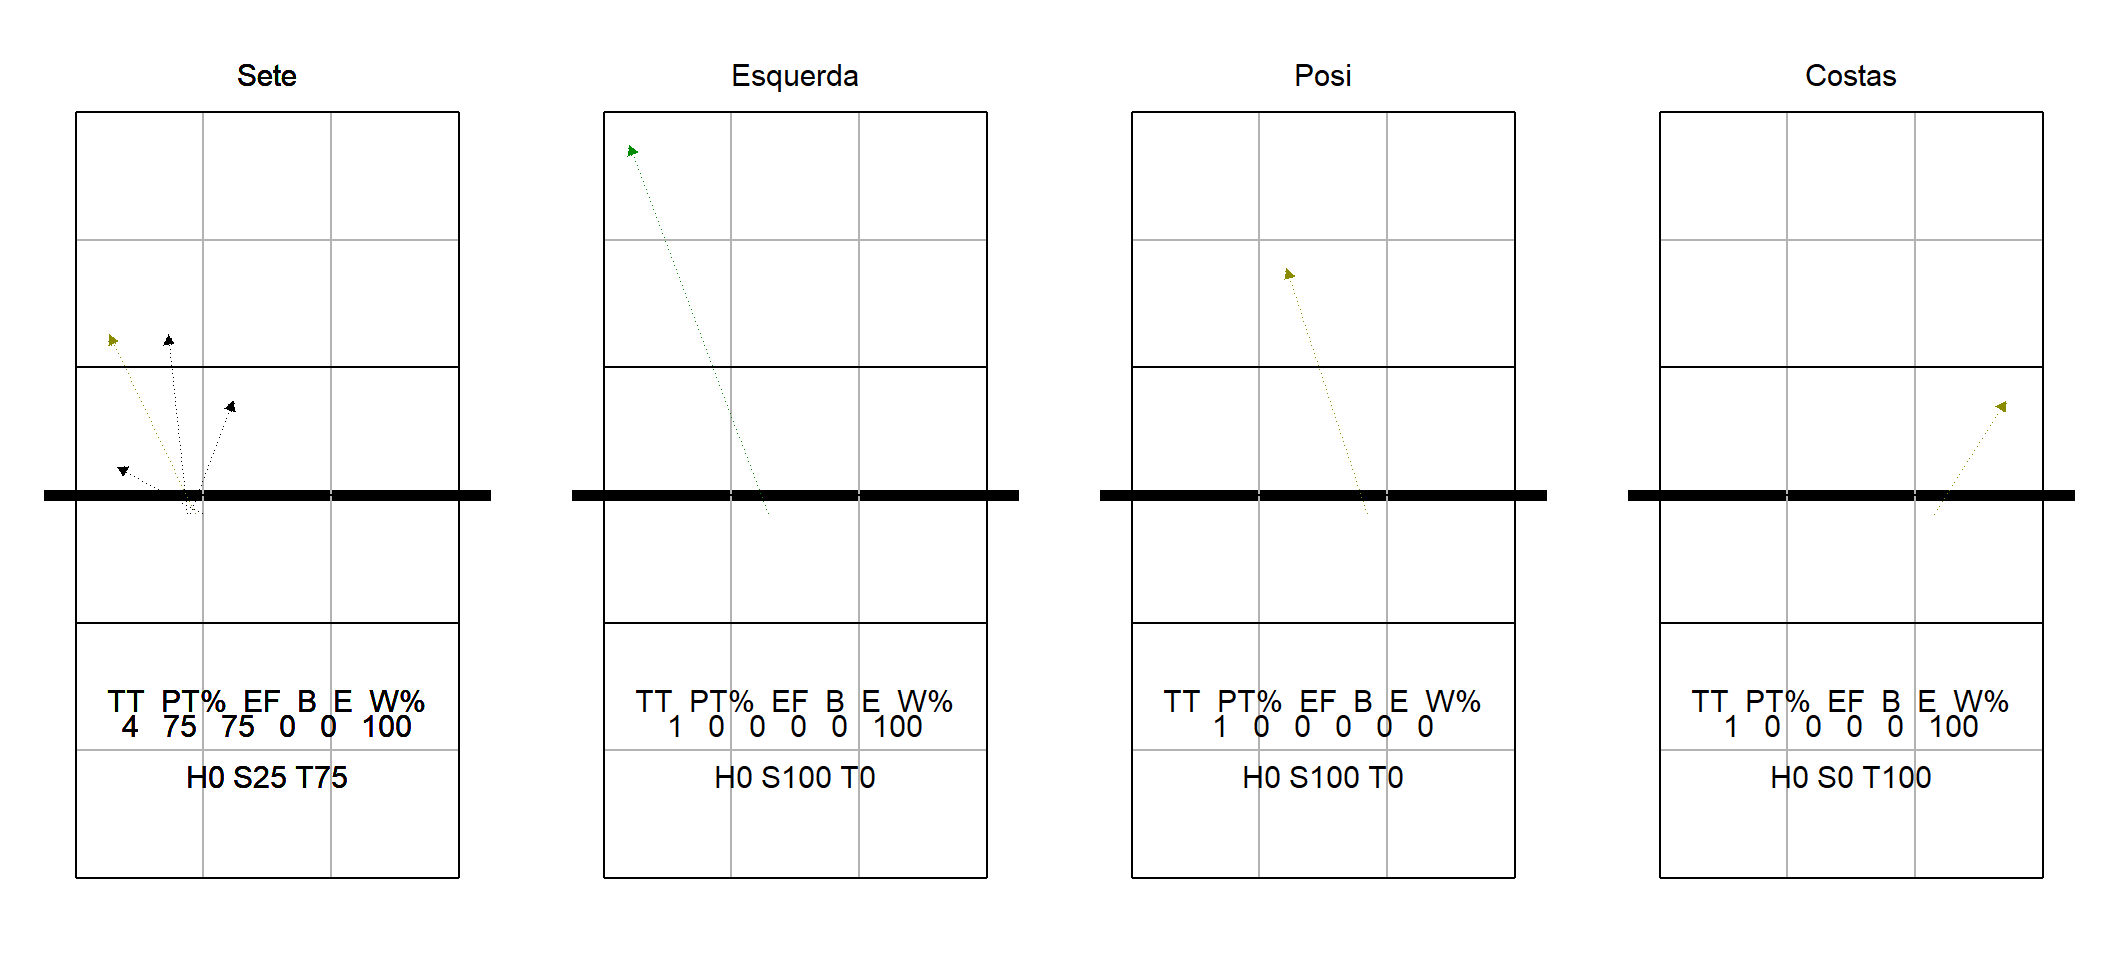 Sete
TT PT% EF B E W%
4 75 75 0 0 100
H0 S25 T75
Esquerda
TT PT% EF B E W%
1 0 0 0 0 100
H0 S100 T0
Posi
TT PT% EF B E W%
1 0 0 0 0 0
H0 S100 T0
Costas
TT PT% EF B E W%
1 0 0 0 0 100
H0 S0 T100